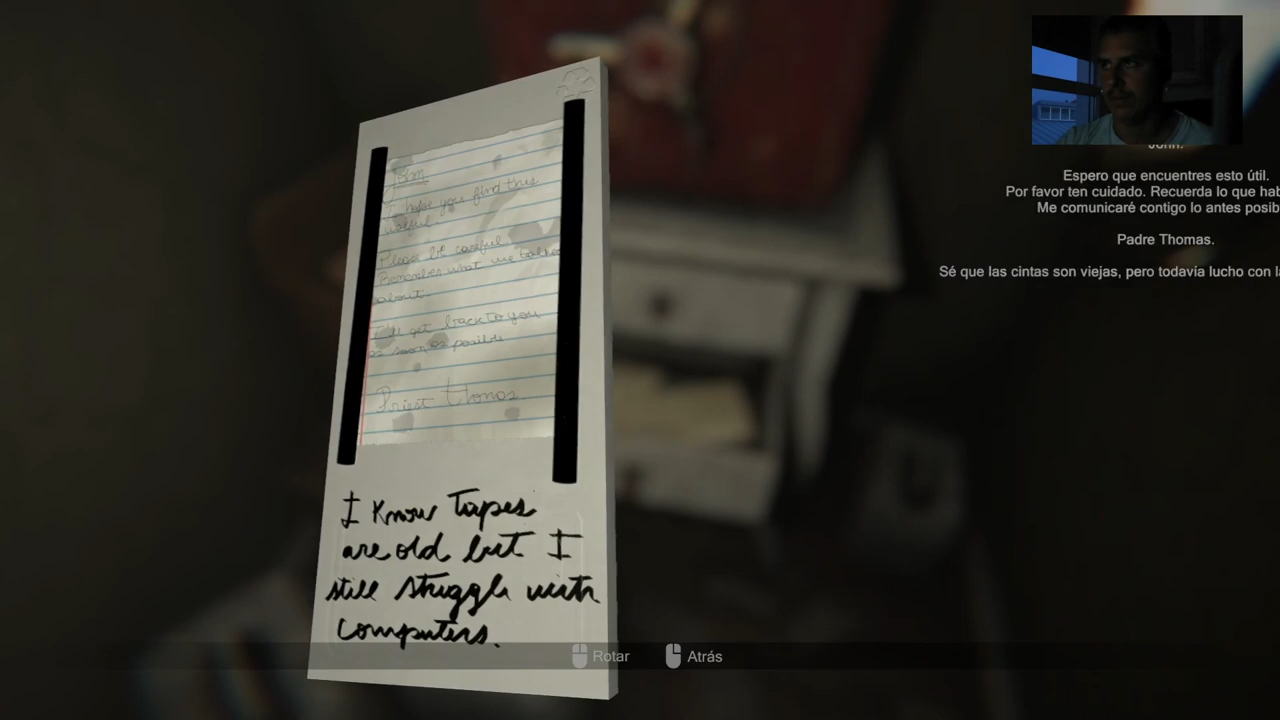 John
I hope you find this
useful.
Please be careful
Remember what we talked
about.
I'll get back to you
as soon as posible
Priest Thomas
I Know Tapes
are old but I
still struggle with
computers.
John.
Espero que encuentres esto útil.
Por favor ten cuidado. Recuerda lo que hab
Me comunicaré contigo lo antes posib
Padre Thomas.
Sé que las cintas son viejas, pero todavía lucho con l
Rotar
Atrás